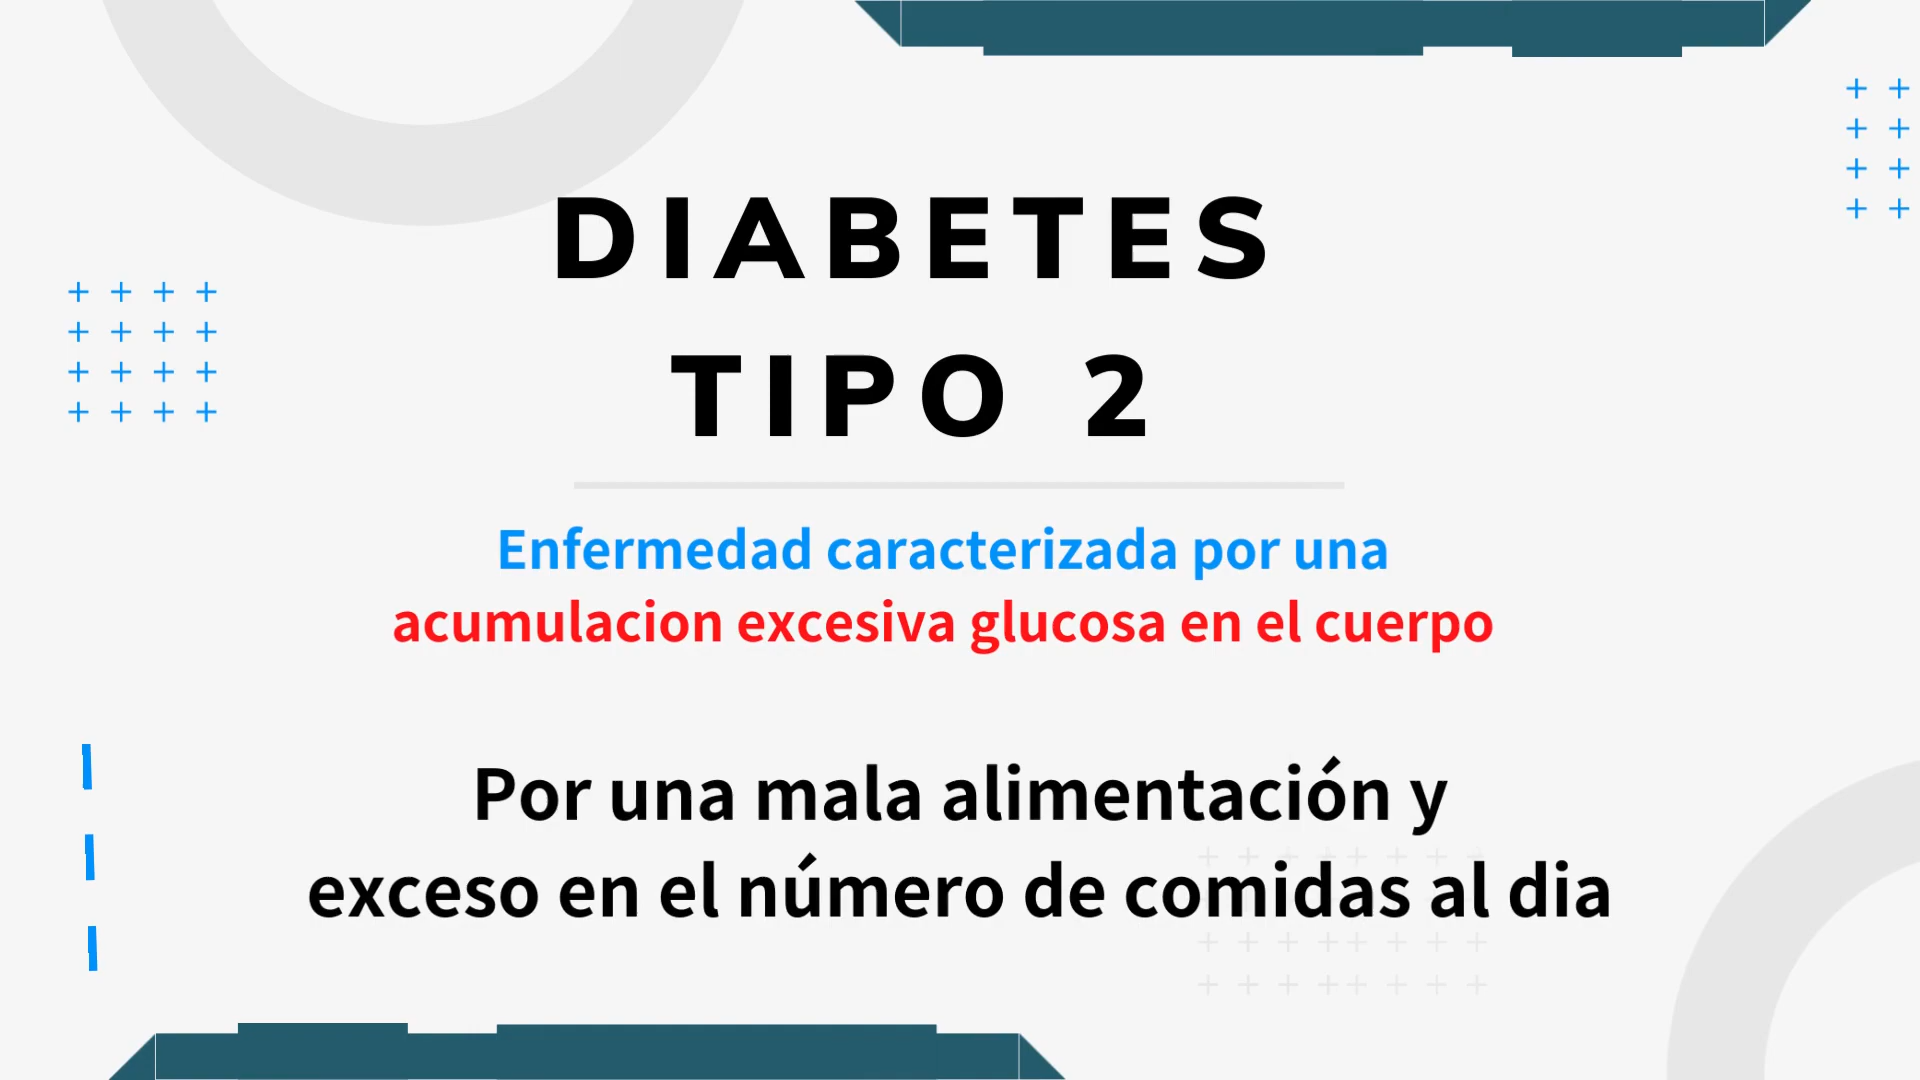 DIABETES
TIPO 2
Enfermedad caracterizada por una
acumulacion excesiva glucosa en el cuerpo
Por una mala alimentación y
exceso en el número de comidas al dia